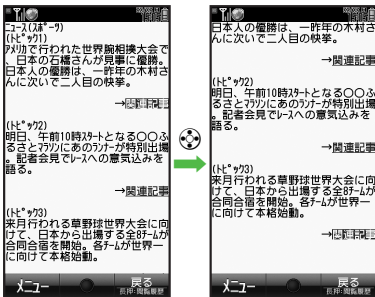 ニュース(スポーツ)
(トピック1)
アメリカで行われた世界腕相撲大会で
、日本の石橋さんが見事に優勝。
日本人の優勝は、一昨年の木村さ
んに次いで二人目の快挙。
→関連記事
(トピック2)
明日、午前10時スタートとなる○○ふ
るさとマラソンにあのランナーが特別出場
。記者会見でレースへの意気込みを
語る。
→関連記事
(トピック3)
来月行われる草野球世界大会に向
けて、日本から出場する全8チームが
合同合宿を開始。各チームが世界一
に向けて本格始動。
メニュー
戻る
長押:閲覧履歴
日本人の優勝は、一昨年の木村さ
んに次いで二人目の快挙。
→関連記事
(トピック2)
明日、午前10時スタートとなる○○ふ
るさとマラソンにあのランナーが特別出場
。記者会見でレースへの意気込みを
語る。
→関連記事
(トピック3)
来月行われる草野球世界大会に向
けて、日本から出場する全8チームが
合同合宿を開始。各チームが世界一
に向けて本格始動。
→関連記事
メニュー
戻る
長押:閲覧履歴